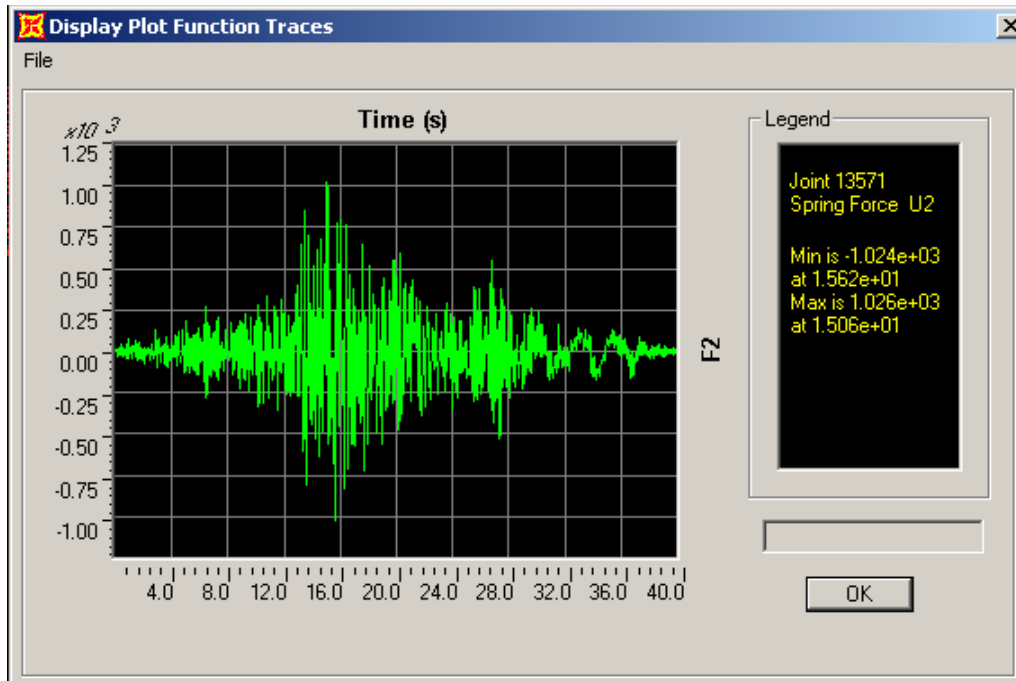 Display Plot Function Traces
File
Time (s)
x10 3
1.25
1.00
0.75
0.50
0.25
0.00
-0.25
-0.50
-0.75
-1.00
4.0 8.0 12.0 16.0 20.0 24.0 28.0 32.0 36.0 40.0
F2
Legend
Joint 13571
Spring Force U2
Min is -1.024e+03
at 1.562e+01
Max is 1.026e+03
at 1.506e+01
OK